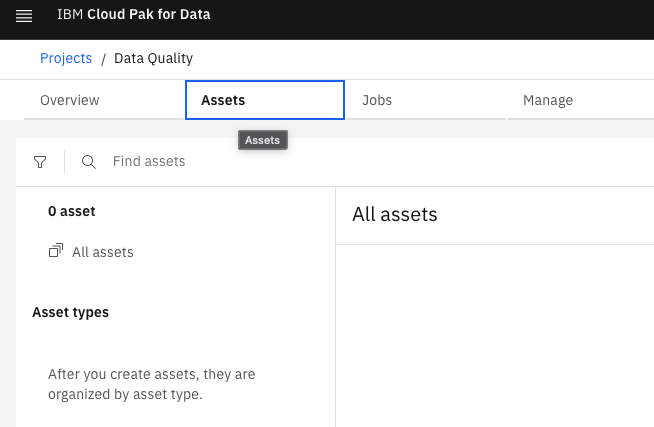 IBM Cloud Pak for Data
Projects / Data Quality
Overview Assets Jobs Manage
Assets
Find assets
0 asset
All assets
All assets
Asset types
After you create assets, they are
organized by asset type.